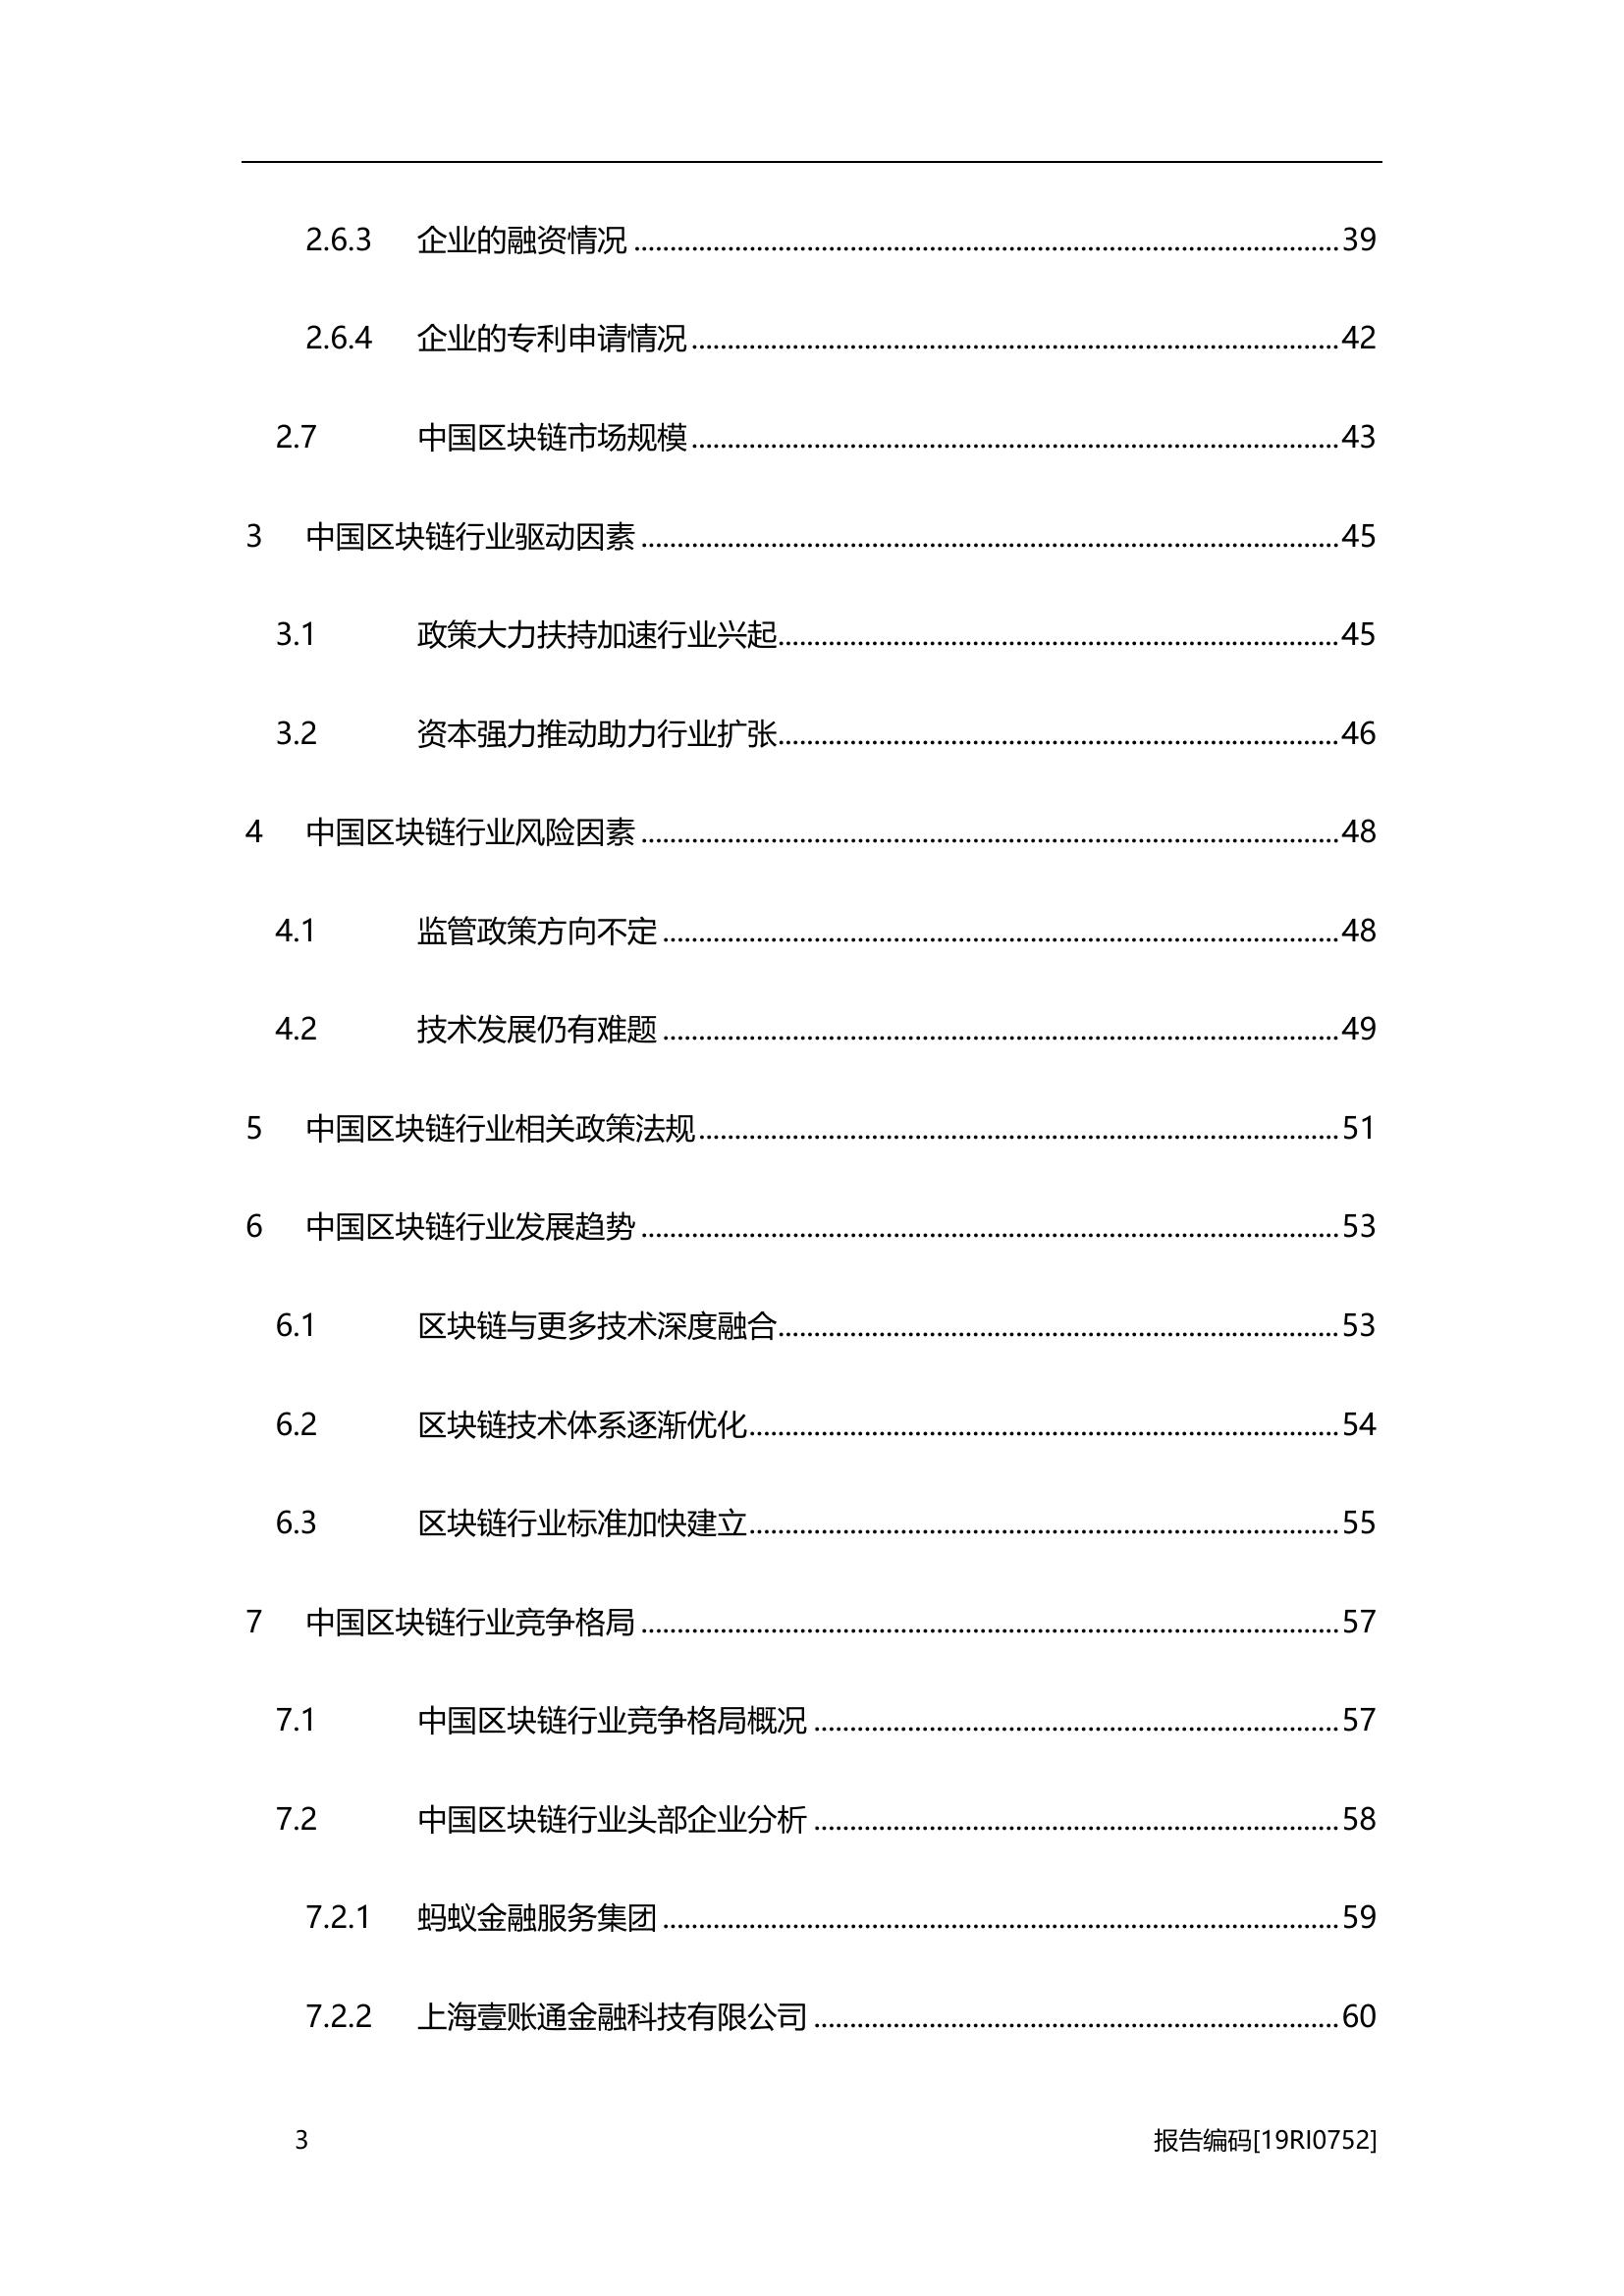 2.6.3 企业的融资情况 ........ 39
2.6.4 企业的专利申请情况 ........ 42
2.7 中国区块链市场规模 ........ 43
3 中国区块链行业驱动因素 ........ 45
3.1 政策大力扶持加速行业兴起 ........ 45
3.2 资本强力推动助力行业扩张 ........ 46
4 中国区块链行业风险因素 ........ 48
4.1 监管政策方向不定 ........ 48
4.2 技术发展仍有难题 ........ 49
5 中国区块链行业相关政策法规 ........ 51
6 中国区块链行业发展趋势 ........ 53
6.1 区块链与更多技术深度融合 ........ 53
6.2 区块链技术体系逐渐优化 ........ 54
6.3 区块链行业标准加快建立 ........ 55
7 中国区块链行业竞争格局 ........ 57
7.1 中国区块链行业竞争格局概况 ........ 57
7.2 中国区块链行业头部企业分析 ........ 58
7.2.1 蚂蚁金融服务集团 ........ 59
7.2.2 上海壹账通金融科技有限公司 ........ 60
3 报告编码[19RI0752]